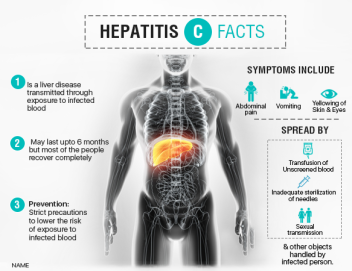 HEPATITIS C FACTS
1 Is a liver disease
transmitted through
exposure to infected
blood
2 May last upto 6 months
but most of the people
recover completely
3 Prevention:
Strict precautions
to lower the risk
of exposure to
infected blood
NAME
SYMPTOMS INCLUDE
Abdominal
pain
Vomiting
Yellowing of
Skin & Eyes
SPREAD BY
Transfusion of
Unscreened blood
Inadequate sterilization
of needles
Sexual
transmission
& other objects
handled by
infected person.